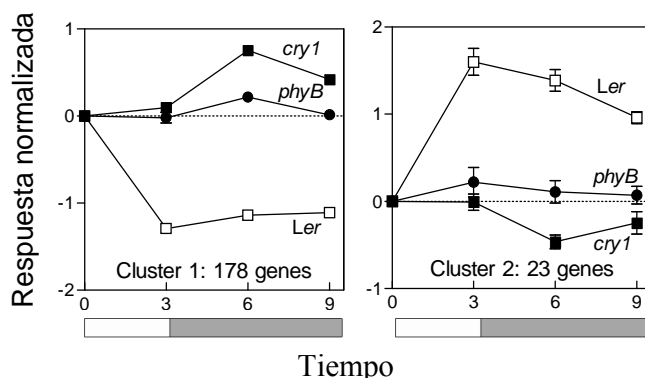 Respuesta normalizada
1
0
-1
-2
cry1
phyB
Ler
Cluster 1: 178 genes
0 3 6 9
2
1
0
-1
Ler
phyB
cry1
Cluster 2: 23 genes
0 3 6 9
Tiempo